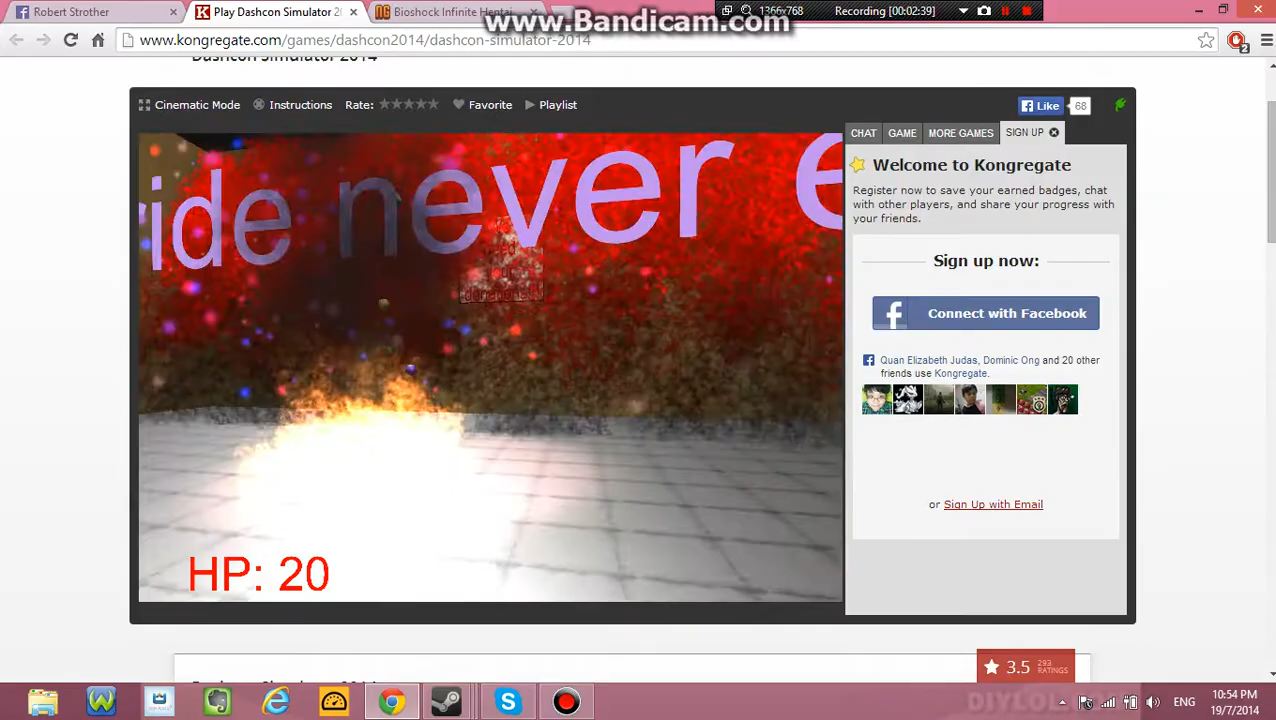 Robert Strother
Play Dashcon Simulator 20
Bioshock Infinite Hentai
www.Bandicam.com
1366x768
Recording [00:02:39]
www.kongregate.com/games/dashcon2014/dashcon-simulator-2014
Dashcon Simulator 2014
Cinematic Mode
Instructions
Rate:
Favorite
Playlist
Like
68
CHAT
GAME
MORE GAMES
SIGN UP
ide never e
your
donations
HP: 20
Welcome to Kongregate
Register now to save your earned badges, chat
with other players, and share your progress with
your friends.
Sign up now:
Connect with Facebook
Quan Elizabeth Judas, Dominic Ong and 20 other
friends use Kongregate.
or Sign Up with Email
3.5
293
RATINGS
ENG
10:54 PM
19/7/2014